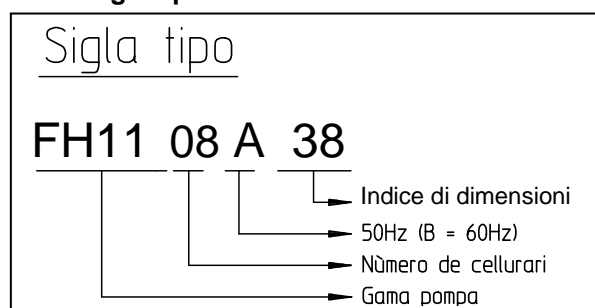 Sigla tipo
FH11 08 A 38
Indice di dimensioni
50Hz (B = 60Hz)
Nùmero de cellurari
Gama pompa